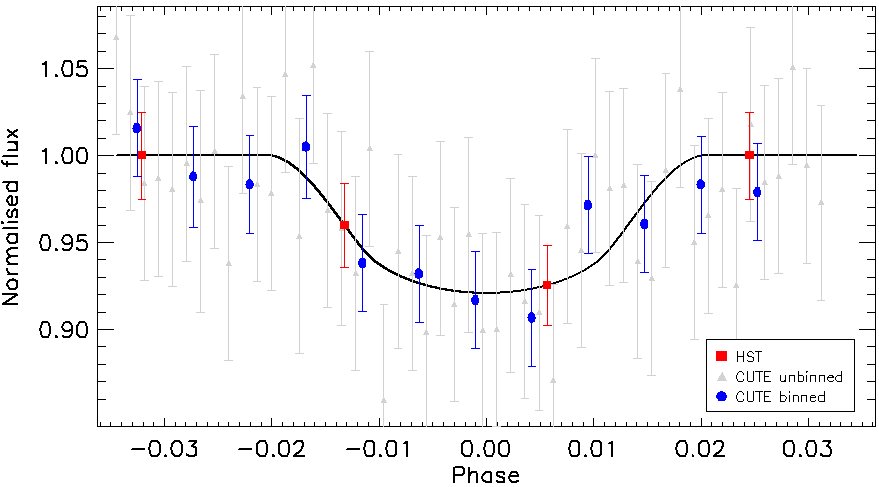 Normalised flux
1.05
1.00
0.95
0.90
−0.03 −0.02 −0.01 0.00 0.01 0.02 0.03
Phase
HST
CUTE unbinned
CUTE binned